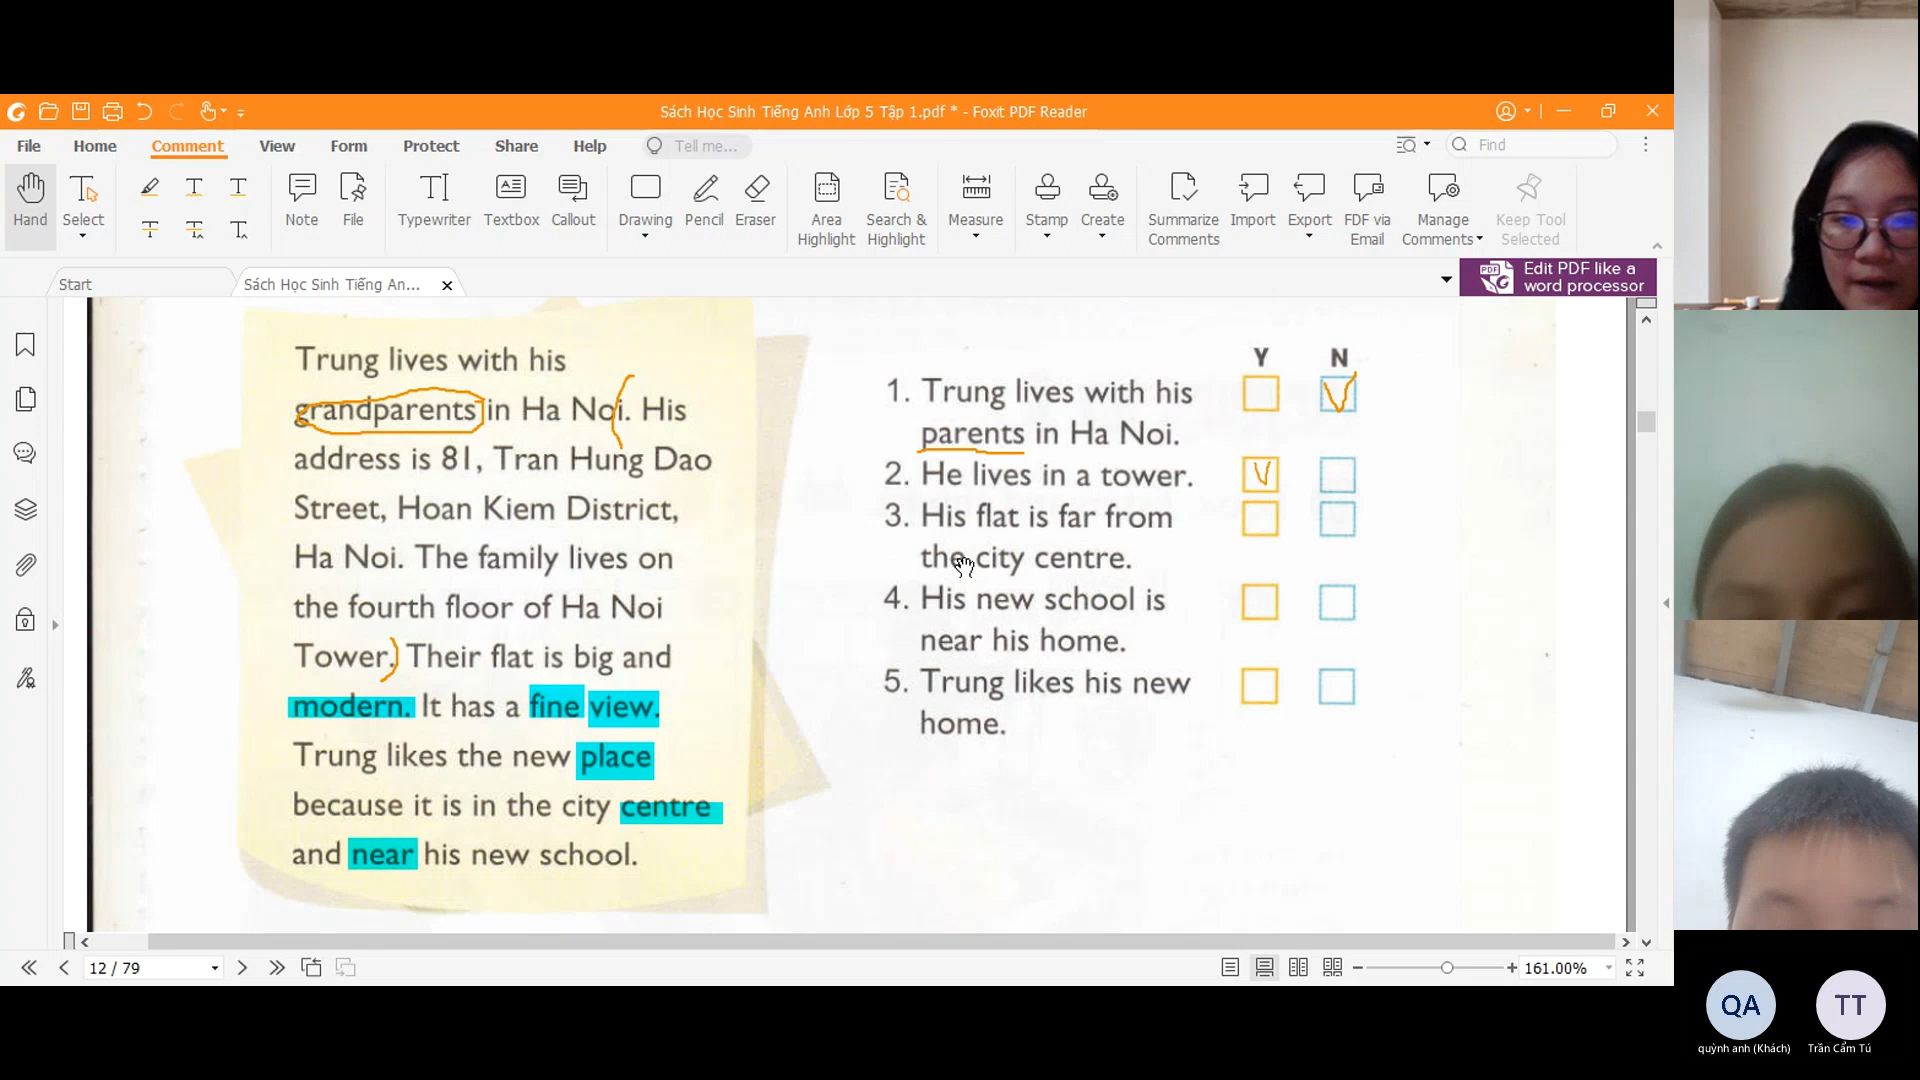 Sách Học Sinh Tiếng Anh Lớp 5 Tập 1.pdf * - Foxit PDF Reader
File Home Comment View Form Protect Share Help Tell me... Find
Hand Select Note File Typewriter Textbox Callout Drawing Pencil Eraser Area Highlight Search & Highlight Measure Stamp Create Summarize Comments Import Export FDF via Email Manage Comments Keep Tool Selected
Start Sách Học Sinh Tiếng An...
Edit PDF like a
word processor
Trung lives with his
grandparents in Ha Noi. His
address is 81, Tran Hung Dao
Street, Hoan Kiem District,
Ha Noi. The family lives on
the fourth floor of Ha Noi
Tower. Their flat is big and
modern. It has a fine view.
Trung likes the new place
because it is in the city centre
and near his new school.
Y N
1. Trung lives with his
parents in Ha Noi.
2. He lives in a tower.
3. His flat is far from
the city centre.
4. His new school is
near his home.
5. Trung likes his new
home.
12 / 79
161.00%
QA TT
quỳnh anh (Khách) Trần Cẩm Tú